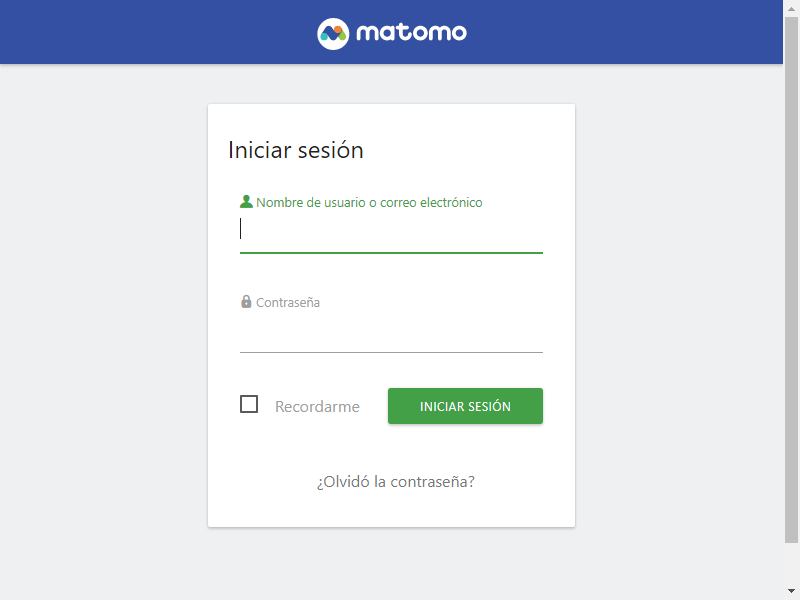 matomo
Iniciar sesión
Nombre de usuario o correo electrónico
Contraseña
Recordarme
INICIAR SESIÓN
¿Olvidó la contraseña?